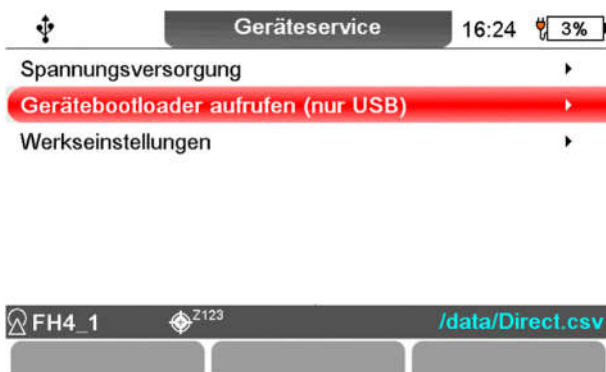 Geräteservice 16:24 3%
Spannungsversorgung
Gerätebootloader aufrufen (nur USB)
Werkseinstellungen
FH4_1 Z123 /data/Direct.csv